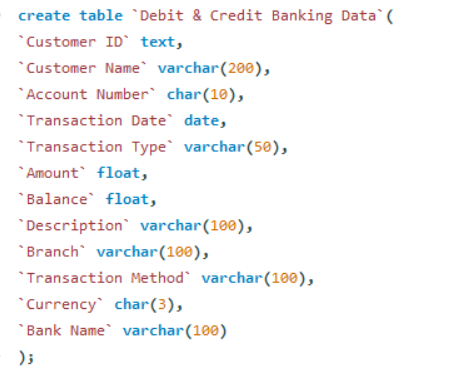 create table `Debit & Credit Banking Data`(
`Customer ID` text,
`Customer Name` varchar(200),
`Account Number` char(10),
`Transaction Date` date,
`Transaction Type` varchar(50),
`Amount` float,
`Balance` float,
`Description` varchar(100),
`Branch` varchar(100),
`Transaction Method` varchar(100),
`Currency` char(3),
`Bank Name` varchar(100)
);